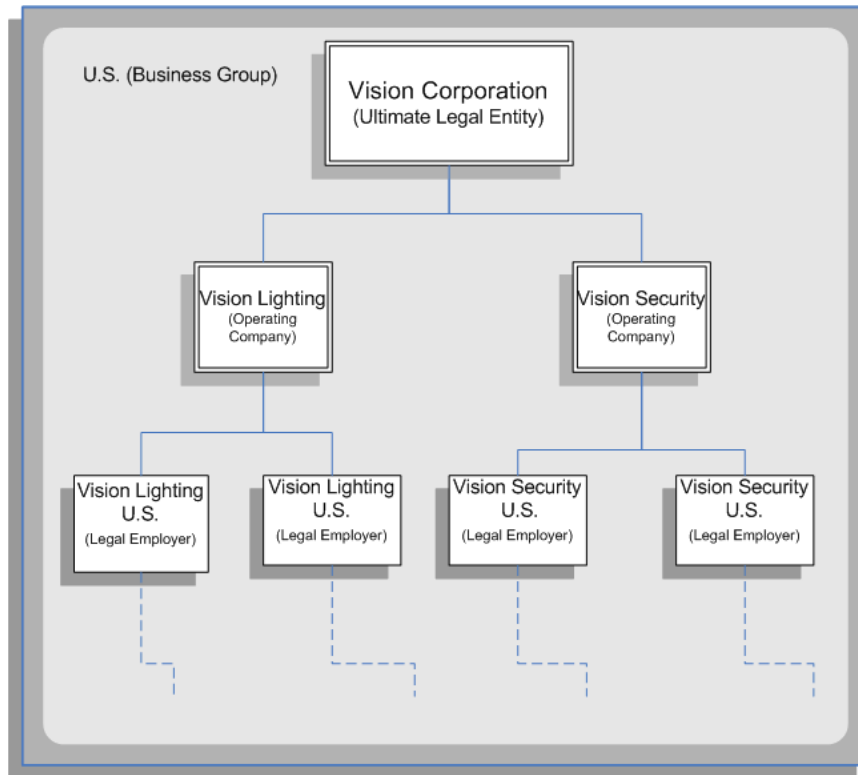 U.S. (Business Group)
Vision Corporation
(Ultimate Legal Entity)
Vision Lighting
(Operating
Company)
Vision Security
(Operating
Company)
Vision Lighting
U.S.
(Legal Employer)
Vision Lighting
U.S.
(Legal Employer)
Vision Security
U.S.
(Legal Employer)
Vision Security
U.S.
(Legal Employer)